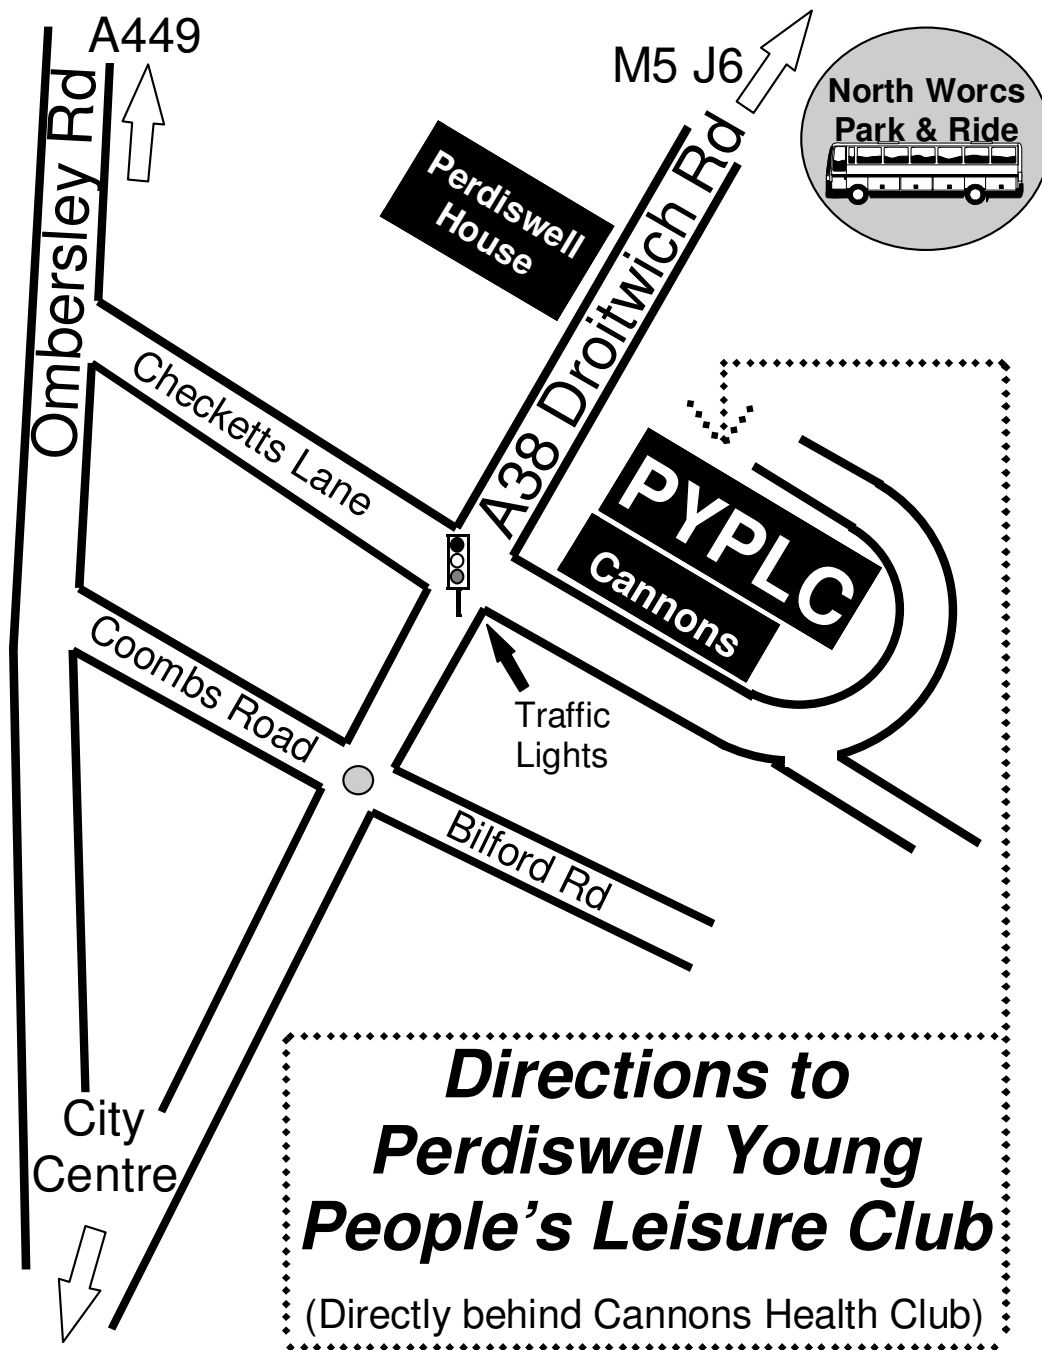 A449
M5 J6
North Worcs
Park & Ride
Ombersley Rd
Perdiswell
House
A38 Droitwich Rd
Checketts Lane
PYPLC
Cannons
Coombs Road
Traffic
Lights
Bilford Rd
City
Centre
Directions to
Perdiswell Young
People’s Leisure Club
(Directly behind Cannons Health Club)